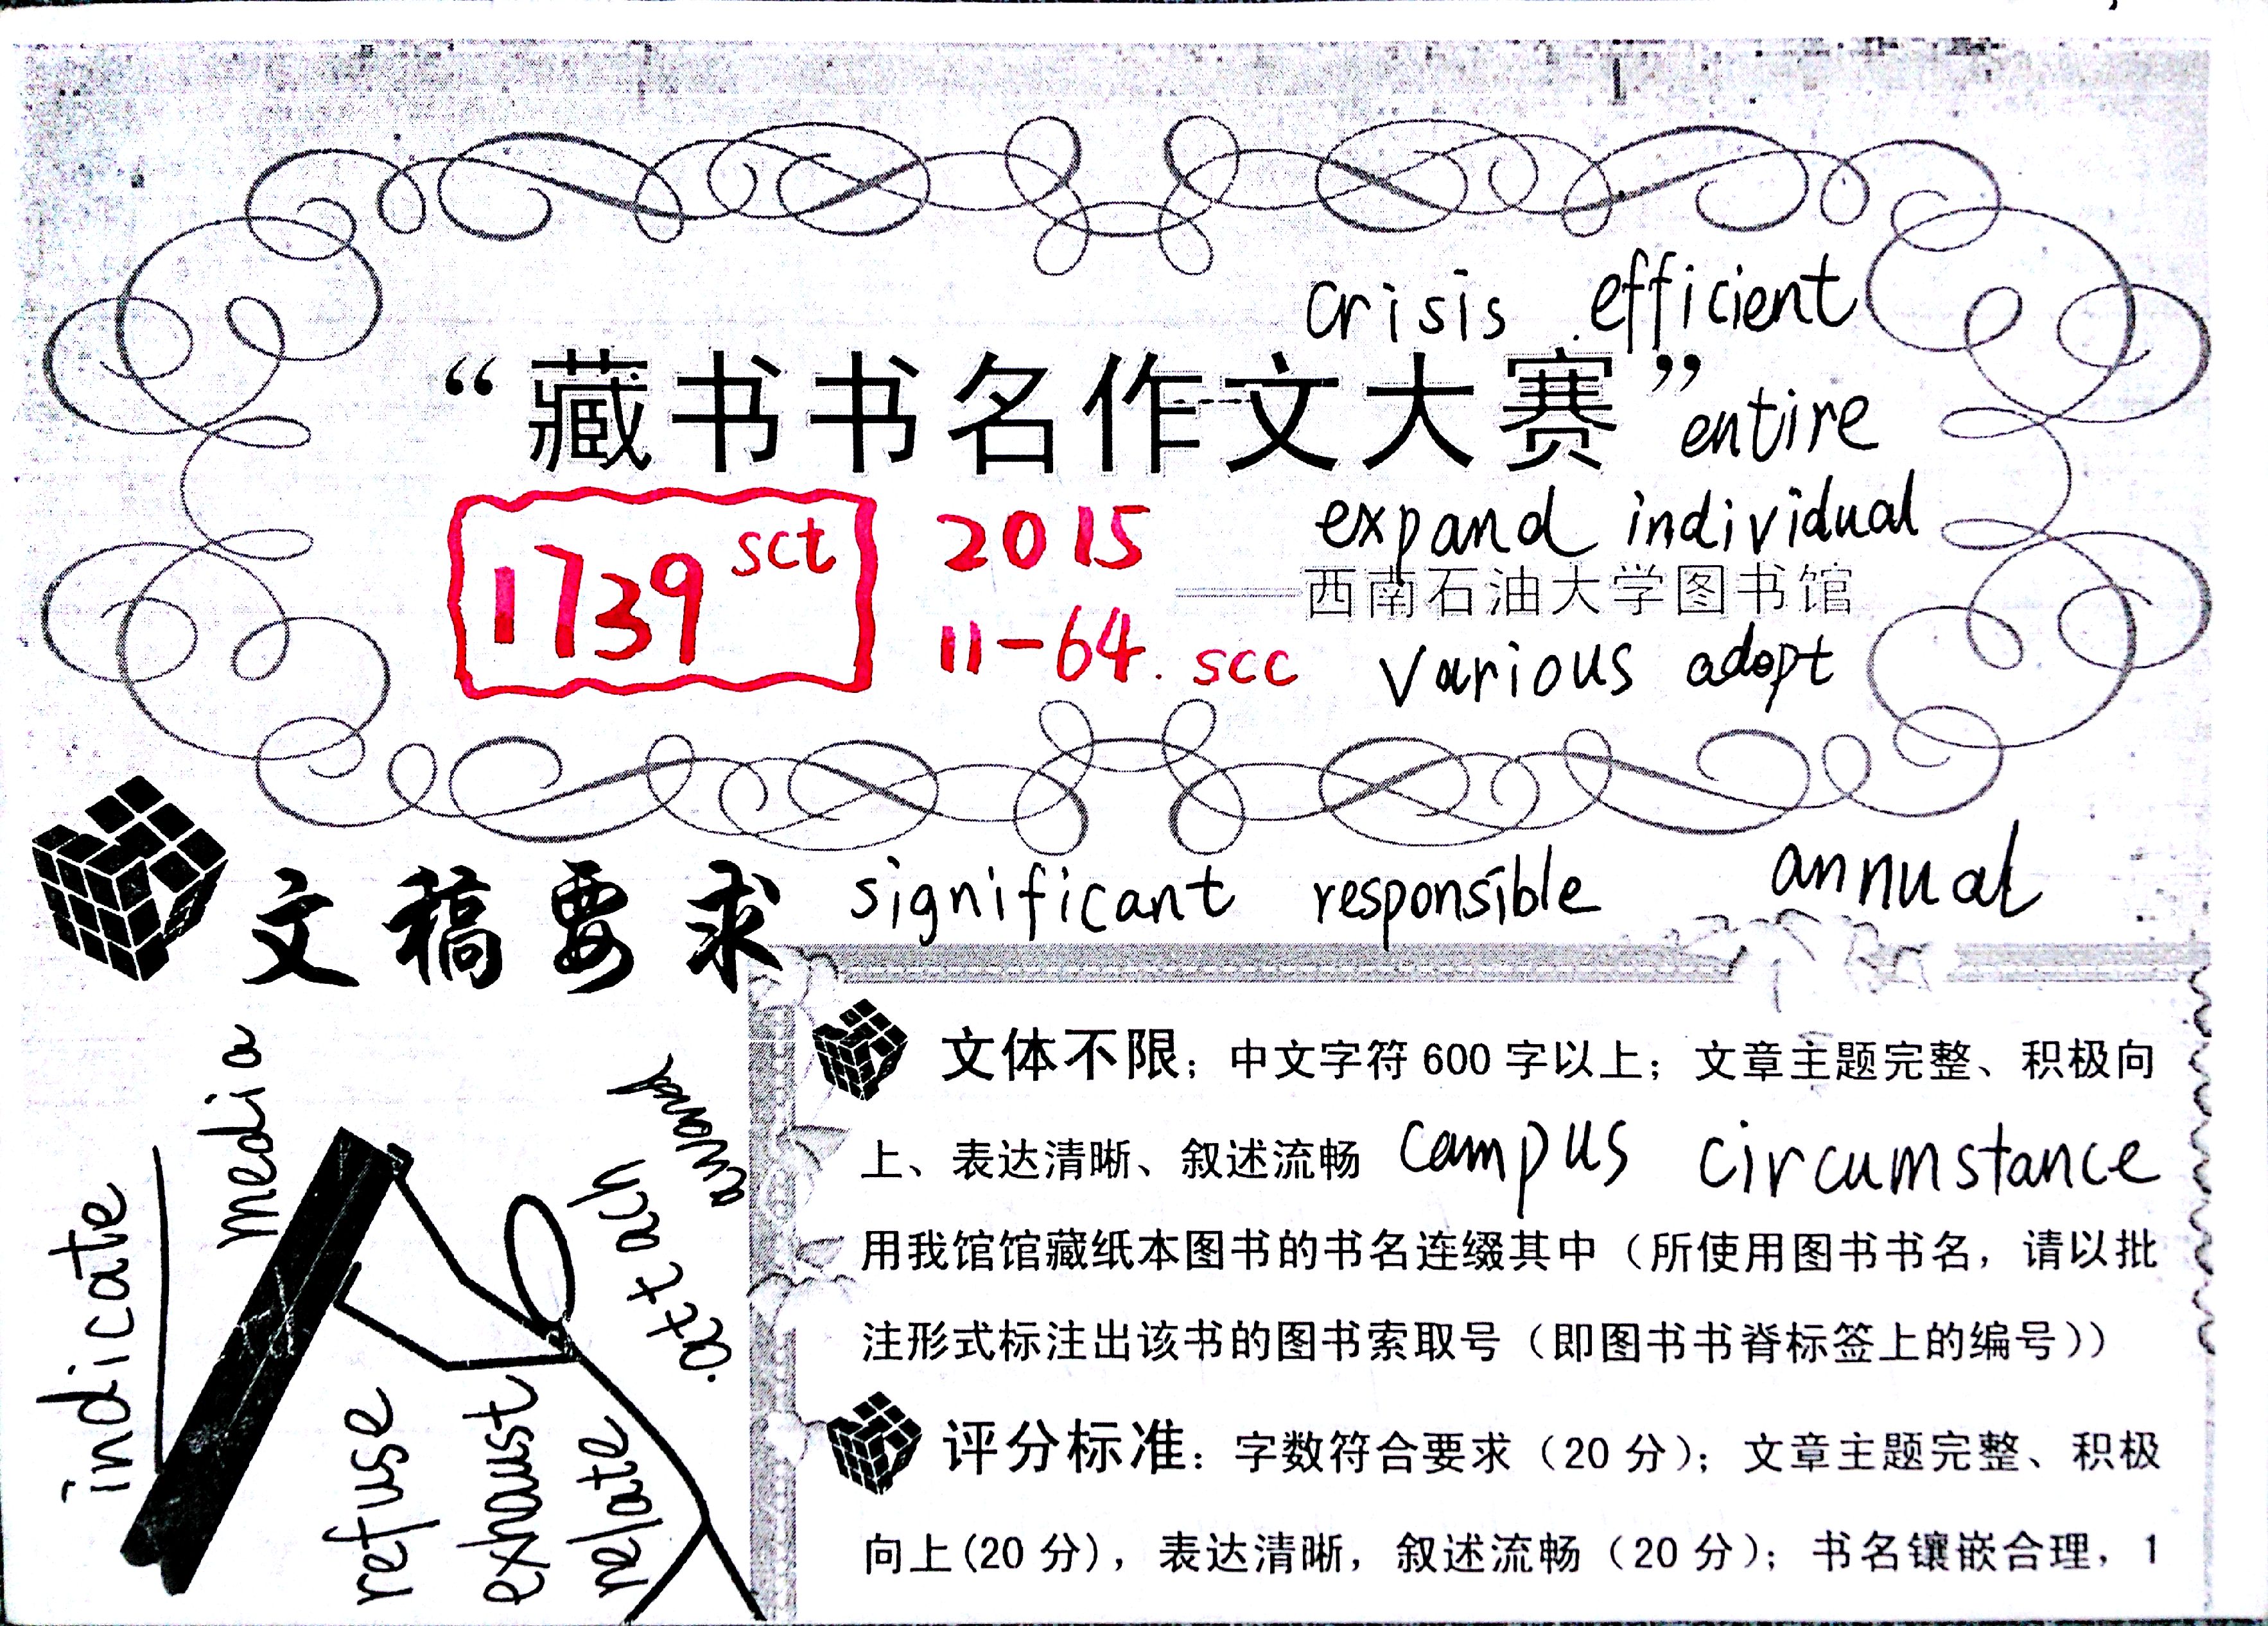 crisis efficient
“藏书书名作文大赛”
entire
expand individual
1739 sct 2015
——西南石油大学图书馆
11-64. scc
various adopt
文稿要求
significant responsible annual
media
indicate
award
attach
refuse
exhaust
relate
文体不限；中文字符 600 字以上；文章主题完整、积极向
上、表达清晰、叙述流畅 campus circumstance
用我馆馆藏纸本图书的书名连缀其中（所使用图书书名，请以批
注形式标注出该书的图书索取号（即图书书脊标签上的编号））
评分标准：字数符合要求（20 分）；文章主题完整、积极
向上(20 分)，表达清晰，叙述流畅（20 分）；书名镶嵌合理，1